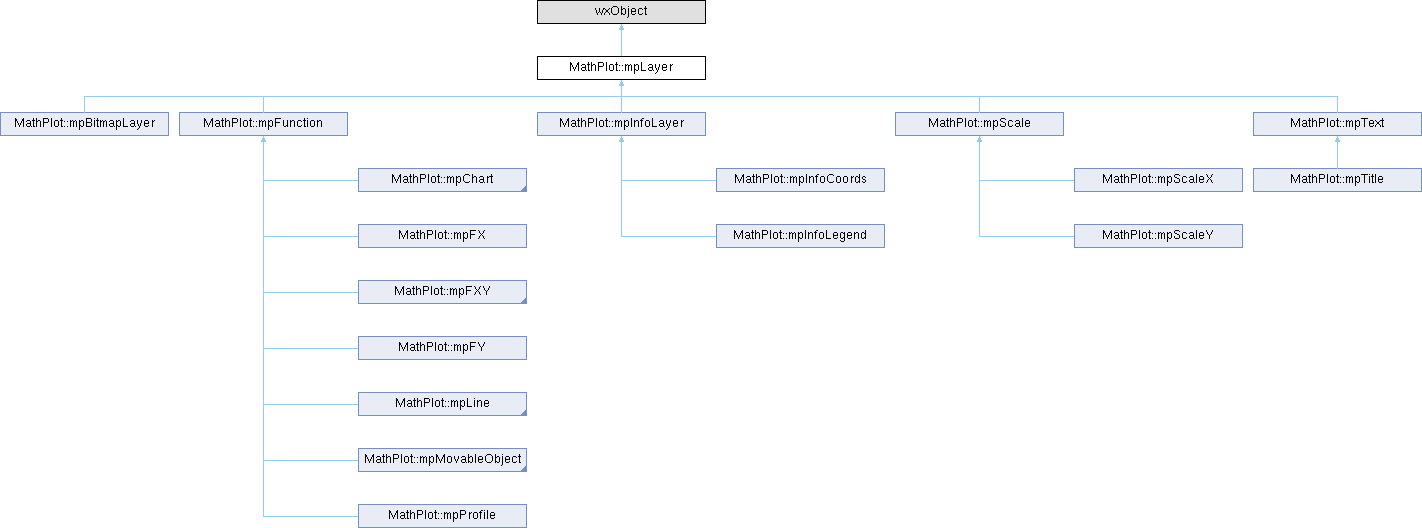 wxObject
MathPlot::mpLayer
MathPlot::mpBitmapLayer
MathPlot::mpFunction
MathPlot::mpInfoLayer
MathPlot::mpScale
MathPlot::mpText
MathPlot::mpChart
MathPlot::mpInfoCoords
MathPlot::mpScaleX
MathPlot::mpTitle
MathPlot::mpFX
MathPlot::mpInfoLegend
MathPlot::mpScaleY
MathPlot::mpFXY
MathPlot::mpFY
MathPlot::mpLine
MathPlot::mpMovableObject
MathPlot::mpProfile